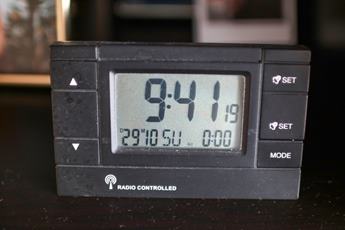 SET
9:41 19
SET
29 10 SU 0:00
MODE
RADIO CONTROLLED